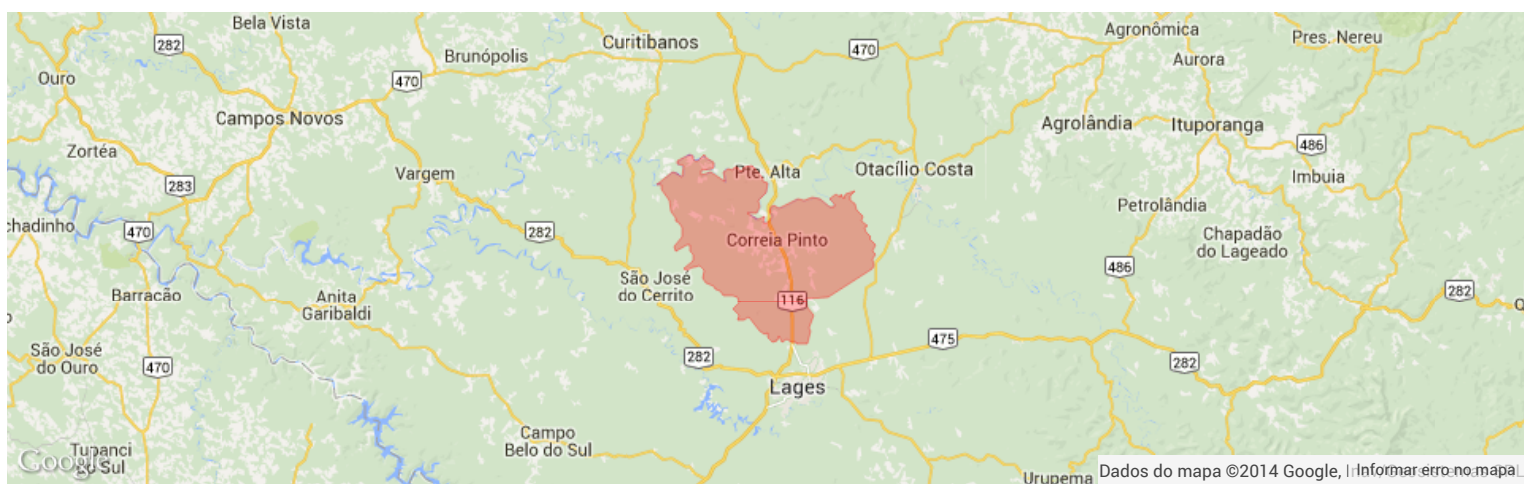 Bela Vista
282
Curitibanos
470
Agronômica
Pres. Nereu
Brunópolis
Aurora
Ouro
470
Campos Novos
Agrolândia
Ituporanga
486
Zortéa
283
Vargem
Pte. Alta
Otacílio Costa
Imbuia
Petrolândia
chadinho
470
282
Correia Pinto
Chapadão
do Lageado
486
São José
do Cerrito
Barracão
Anita
Garibaldi
116
282
São José
do Ouro
470
282
475
282
Lages
Campo
Belo do Sul
Tupanci
do Sul
Google
Urupema
Dados do mapa ©2014 Google,
Informar erro no mapa